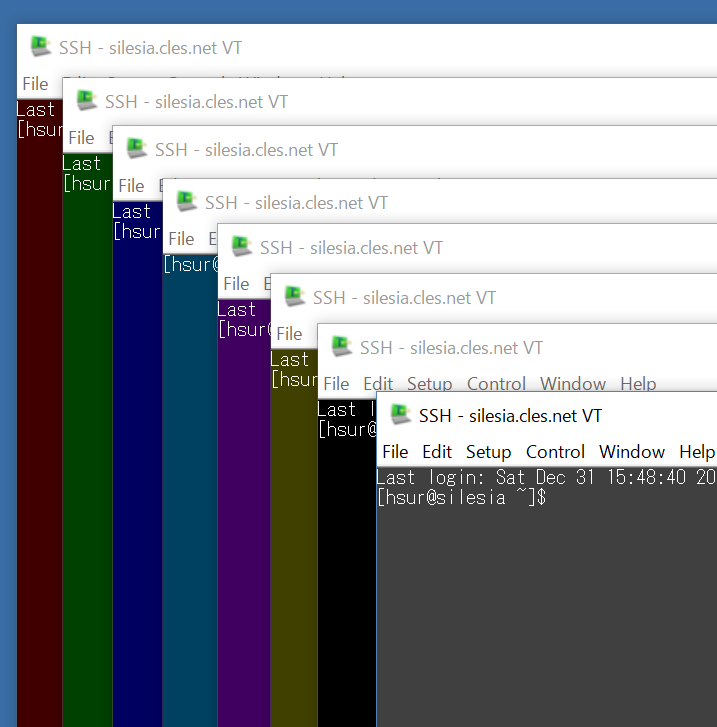 SSH - silesia.cles.net VT
File
Last
[hsur
SSH - silesia.cles.net VT
File
Last
[hsur
SSH - silesia.cles.net VT
File
Last
[hsur
SSH - silesia.cles.net VT
File
[hsur@
SSH - silesia.cles.net VT
File
Last
[hsur
SSH - silesia.cles.net VT
File
Last
[hsur
SSH - silesia.cles.net VT
File Edit Setup Control Window Help
Last l
[hsur@
SSH - silesia.cles.net VT
File Edit Setup Control Window Help
Last login: Sat Dec 31 15:48:40 20
[hsur@silesia ~]$